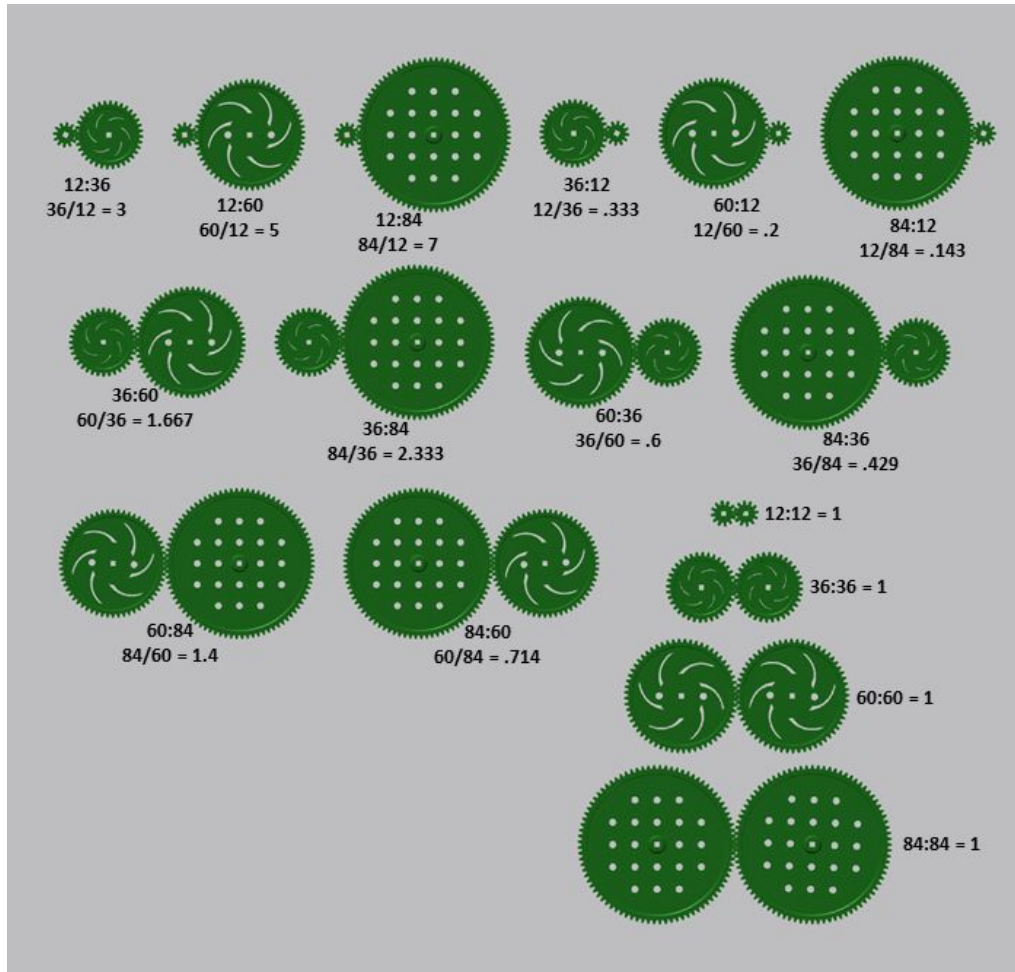 12:36
36/12 = 3
12:60
60/12 = 5
12:84
84/12 = 7
36:12
12/36 = .333
60:12
12/60 = .2
84:12
12/84 = .143
36:60
60/36 = 1.667
36:84
84/36 = 2.333
60:36
36/60 = .6
84:36
36/84 = .429
60:84
84/60 = 1.4
84:60
60/84 = .714
12:12 = 1
36:36 = 1
60:60 = 1
84:84 = 1